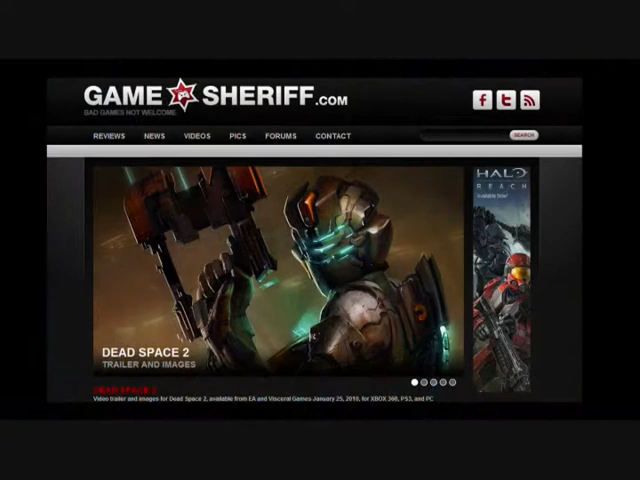 GAME SHERIFF.COM
BAD GAMES NOT WELCOME
REVIEWS NEWS VIDEOS PICS FORUMS CONTACT SEARCH
HALO
REACH
DEAD SPACE 2
TRAILER AND IMAGES
DEAD SPACE 2
Video trailer and images for Dead Space 2, available from EA and Visceral Games January 25, 2010, for XBOX 360, PS3, and PC